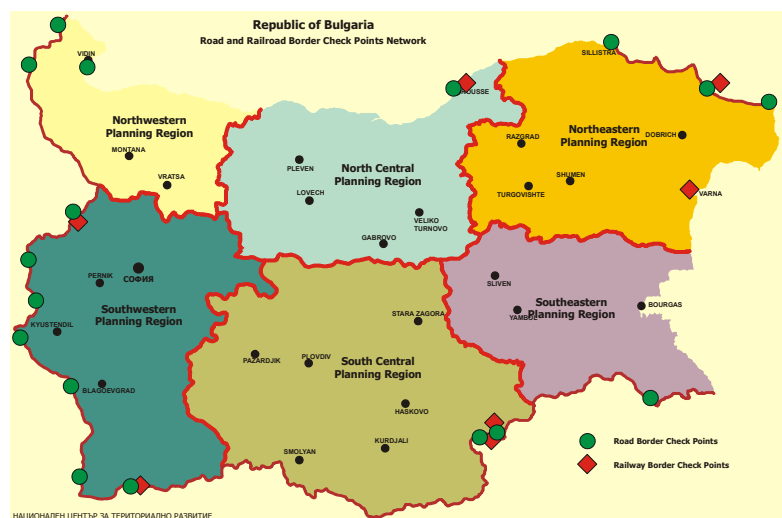 Republic of Bulgaria
Road and Railroad Border Check Points Network
SILLISTRA
VIDIN
ROUSSE
Northwestern
Planning Region
Northeastern
Planning Region
DOBRICH
RAZGRAD
MONTANA
PLEVEN
North Central
Planning Region
VRATSA
SHUMEN
TURGOVISHTE
VARNA
LOVECH
VELIKO
TURNOVO
GABROVO
СОФИЯ
PERNIK
SLIVEN
Southwestern
Planning Region
Southeastern
Planning Region
BOURGAS
YAMBOL
STARA ZAGORA
KYUSTENDIL
PAZARDJIK
PLOVDIV
South Central
Planning Region
BLAGOEVGRAD
HASKOVO
KURDJALI
SMOLYAN
Road Border Check Points
Railway Border Check Points
НАЦИОНАЛЕН ЦЕНТЪР ЗА ТЕРИТОРИАЛНО РАЗВИТИЕ